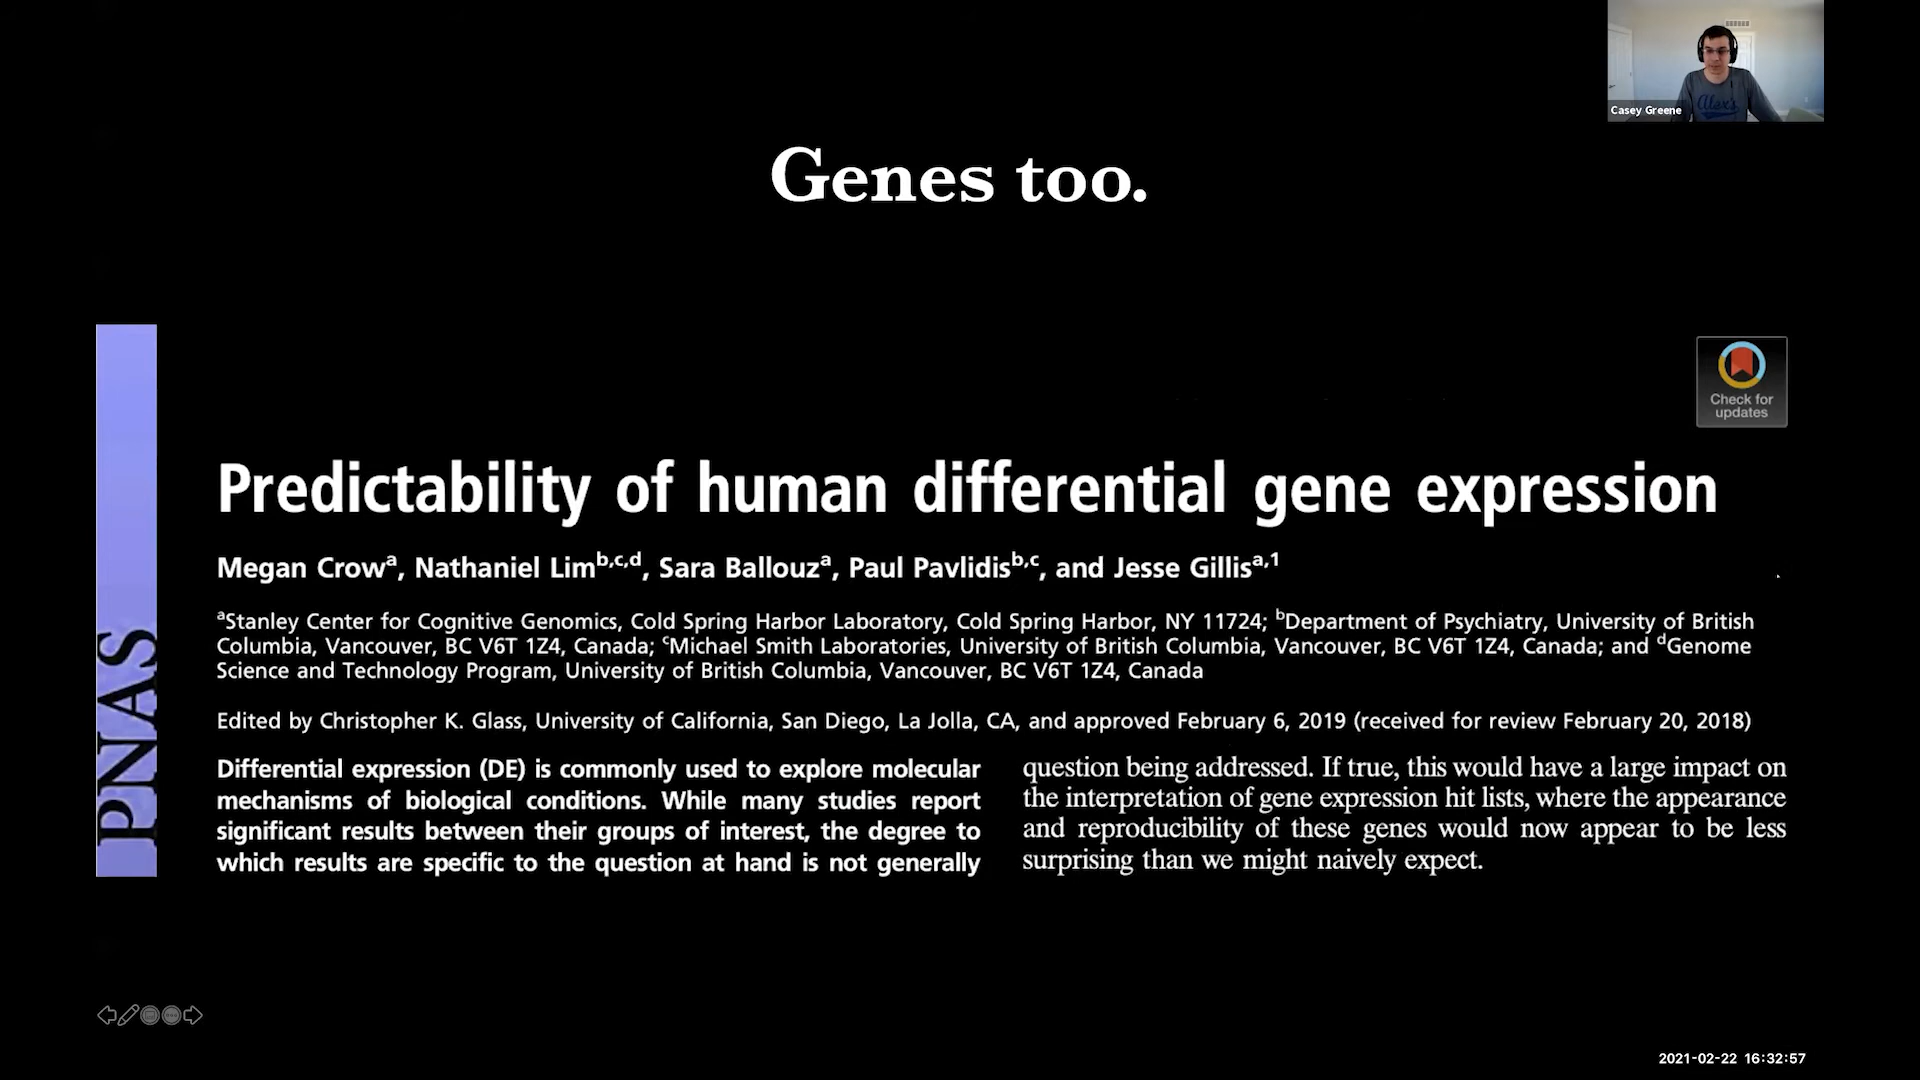 Casey Greene
Alex's
Genes too.
Check for
updates
Predictability of human differential gene expression
Megan Crowᵃ, Nathaniel Limᵇ,ᶜ,ᵈ, Sara Ballouzᵃ, Paul Pavlidisᵇ,ᶜ, and Jesse Gillisᵃ,¹
ᵃStanley Center for Cognitive Genomics, Cold Spring Harbor Laboratory, Cold Spring Harbor, NY 11724; ᵇDepartment of Psychiatry, University of British
Columbia, Vancouver, BC V6T 1Z4, Canada; ᶜMichael Smith Laboratories, University of British Columbia, Vancouver, BC V6T 1Z4, Canada; and ᵈGenome
Science and Technology Program, University of British Columbia, Vancouver, BC V6T 1Z4, Canada
Edited by Christopher K. Glass, University of California, San Diego, La Jolla, CA, and approved February 6, 2019 (received for review February 20, 2018)
Differential expression (DE) is commonly used to explore molecular
mechanisms of biological conditions. While many studies report
significant results between their groups of interest, the degree to
which results are specific to the question at hand is not generally
question being addressed. If true, this would have a large impact on
the interpretation of gene expression hit lists, where the appearance
and reproducibility of these genes would now appear to be less
surprising than we might naively expect.
PNAS
2021-02-22 16:32:57